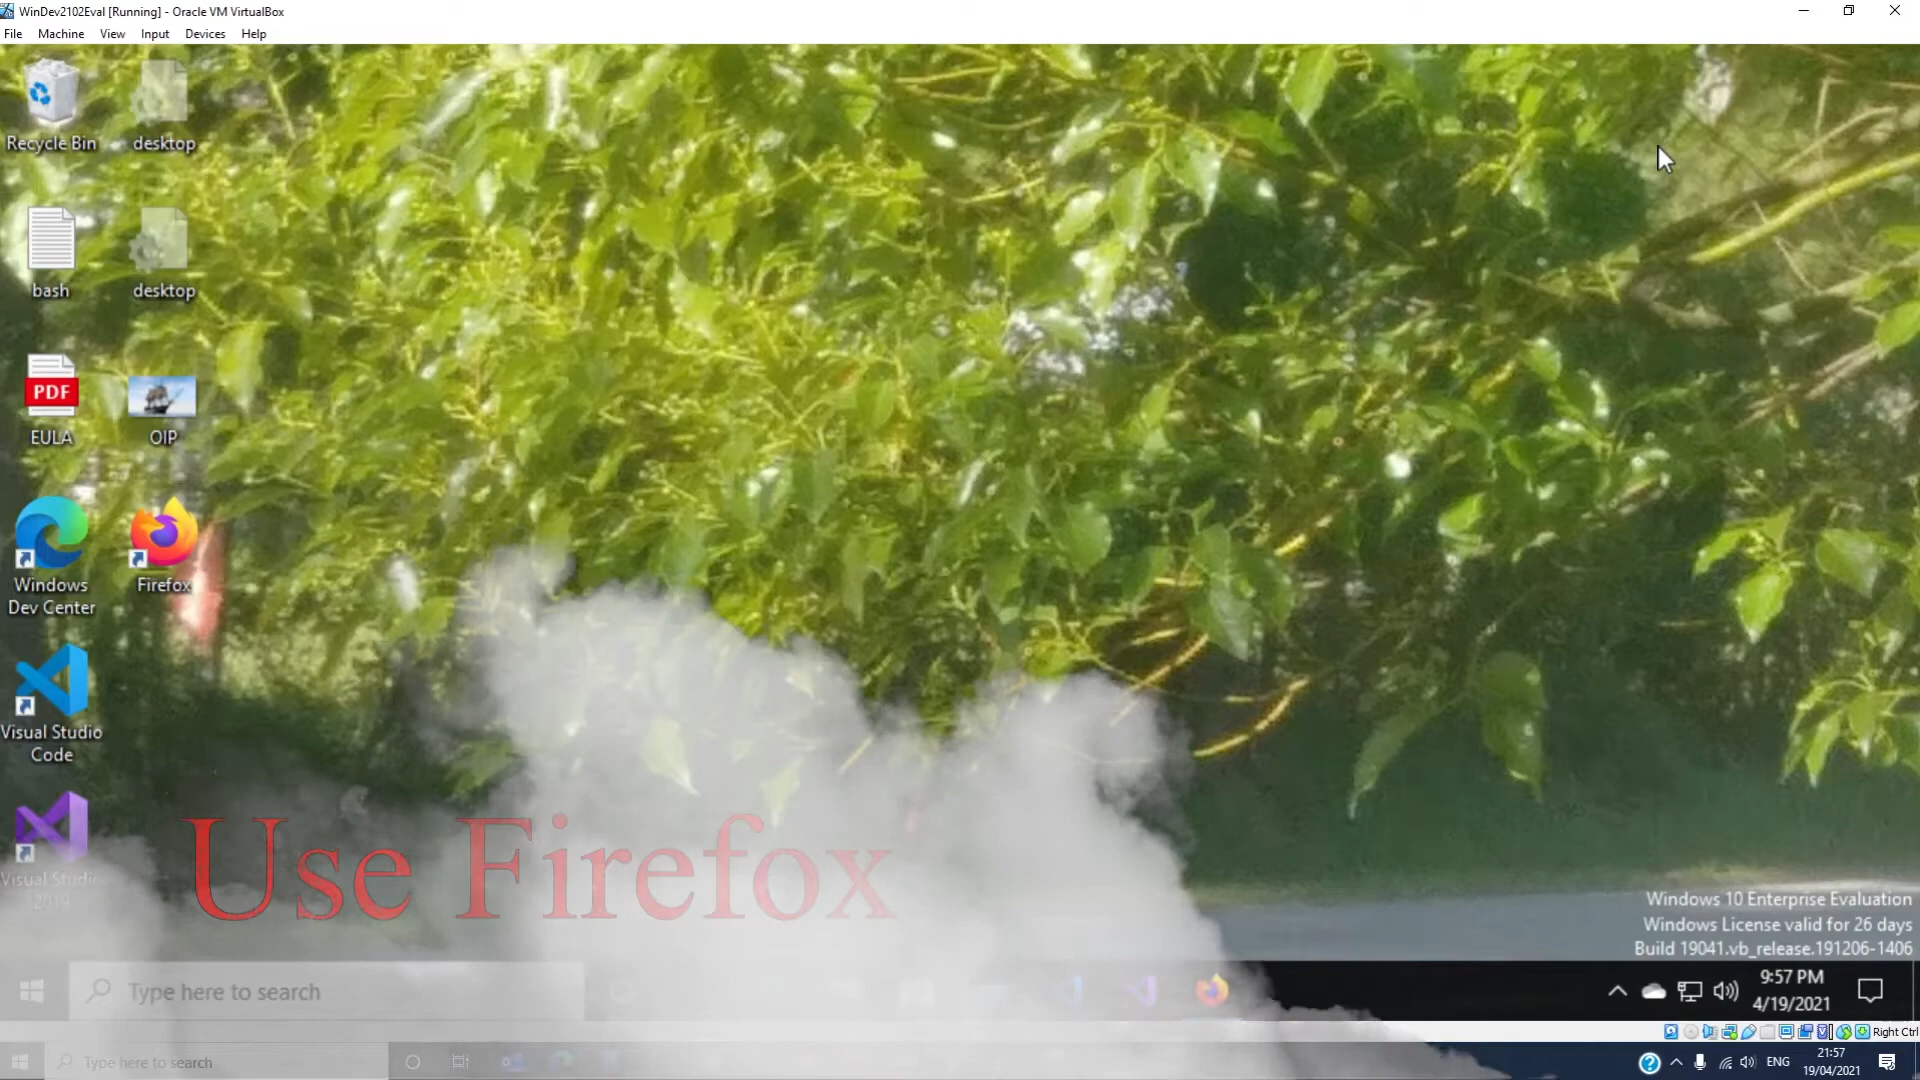 WinDev2102Eval [Running] - Oracle VM VirtualBox
File Machine View Input Devices Help
Recycle Bin
desktop
bash
desktop
PDF
EULA
OIP
Windows
Dev Center
Firefox
Visual Studio
Code
Visual Studio
2019
Use Firefox
Windows 10 Enterprise Evaluation
Windows License valid for 26 days
Build 19041.vb_release.191206-1406
Type here to search
9:57 PM
4/19/2021
Right Ctrl
Type here to search
ENG
21:57
19/04/2021